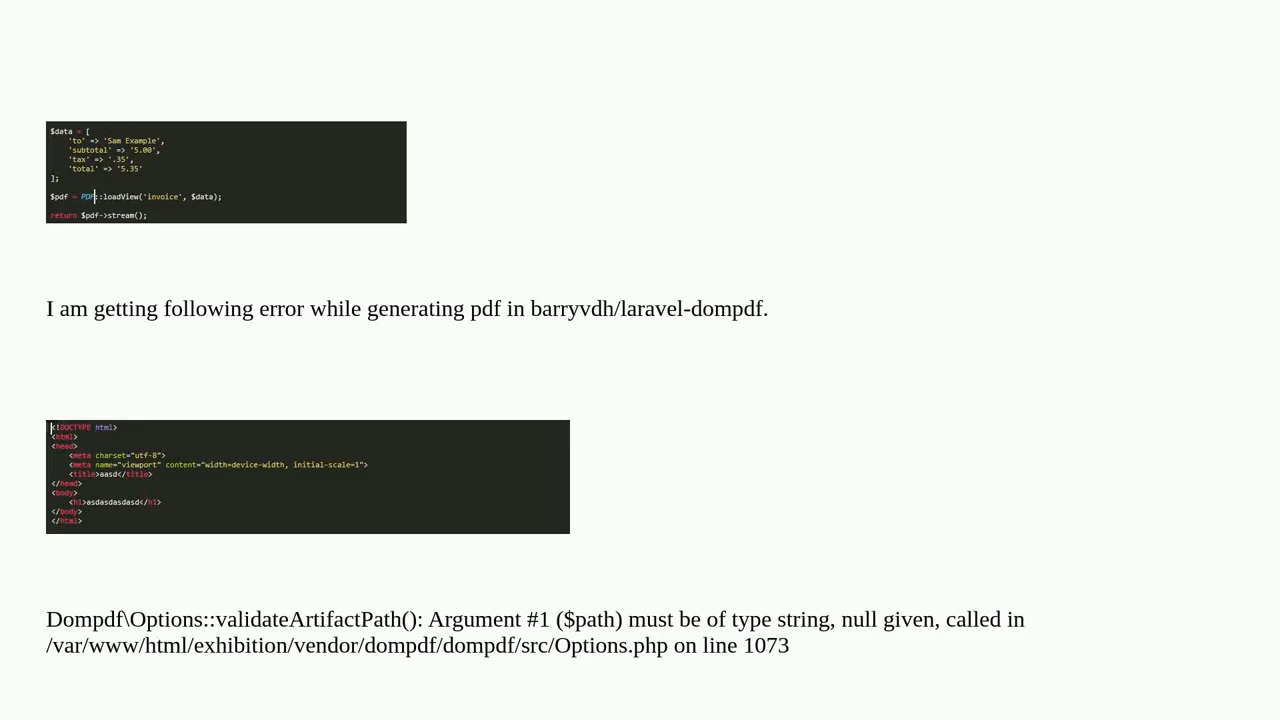 $data = [
'to' => 'Sam Example',
'subtotal' => '5.00',
'tax' => '.35',
'total' => '5.35'
];
$pdf = PDF::loadView('invoice', $data);
return $pdf->stream();
I am getting following error while generating pdf in barryvdh/laravel-dompdf.
<!DOCTYPE html>
<html>
<head>
<meta charset="utf-8">
<meta name="viewport" content="width=device-width, initial-scale=1">
<title>aasd</title>
</head>
<body>
<h1>asdasdasdasd</h1>
</body>
</html>
Dompdf\Options::validateArtifactPath(): Argument #1 ($path) must be of type string, null given, called in
/var/www/html/exhibition/vendor/dompdf/dompdf/src/Options.php on line 1073